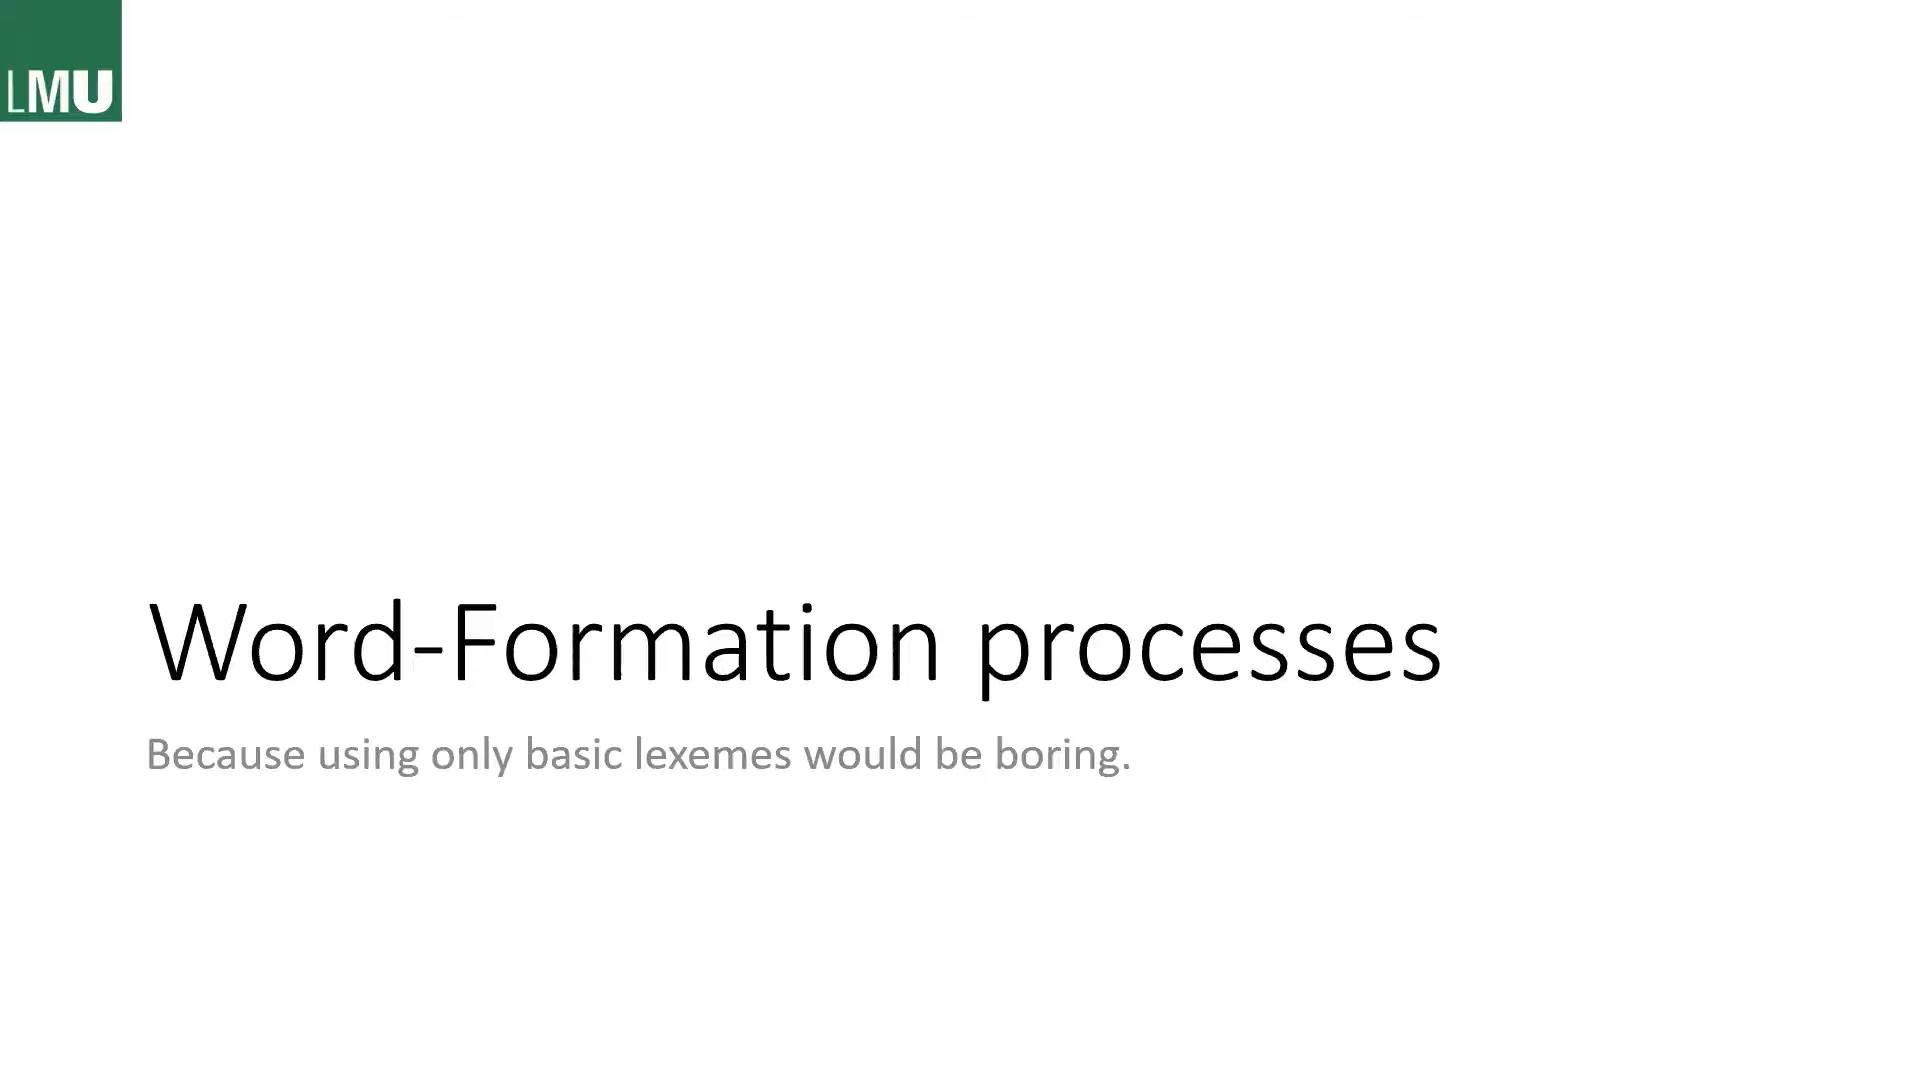 LMU
Word-Formation processes
Because using only basic lexemes would be boring.